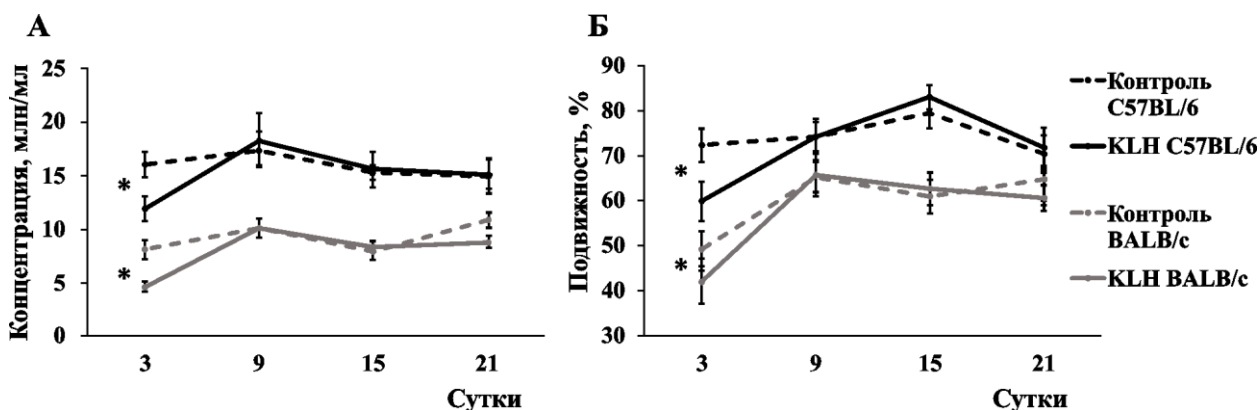 А
Концентрация, млн/мл
25
20
15
10
5
0
*
*
3 9 15 21
Сутки
Б
Подвижность, %
90
80
70
60
50
40
30
*
*
3 9 15 21
Сутки
Контроль
C57BL/6
KLH C57BL/6
Контроль
BALB/c
KLH BALB/c